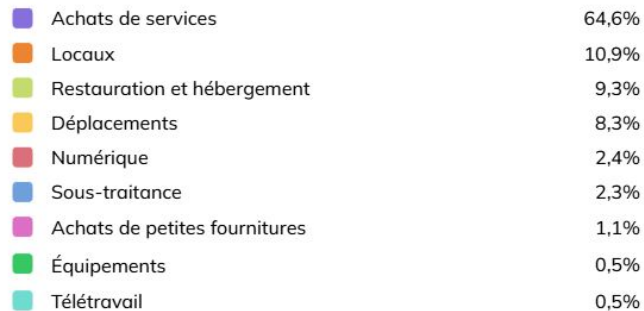 Achats de services 64,6%
Locaux 10,9%
Restauration et hébergement 9,3%
Déplacements 8,3%
Numérique 2,4%
Sous-traitance 2,3%
Achats de petites fournitures 1,1%
Équipements 0,5%
Télétravail 0,5%